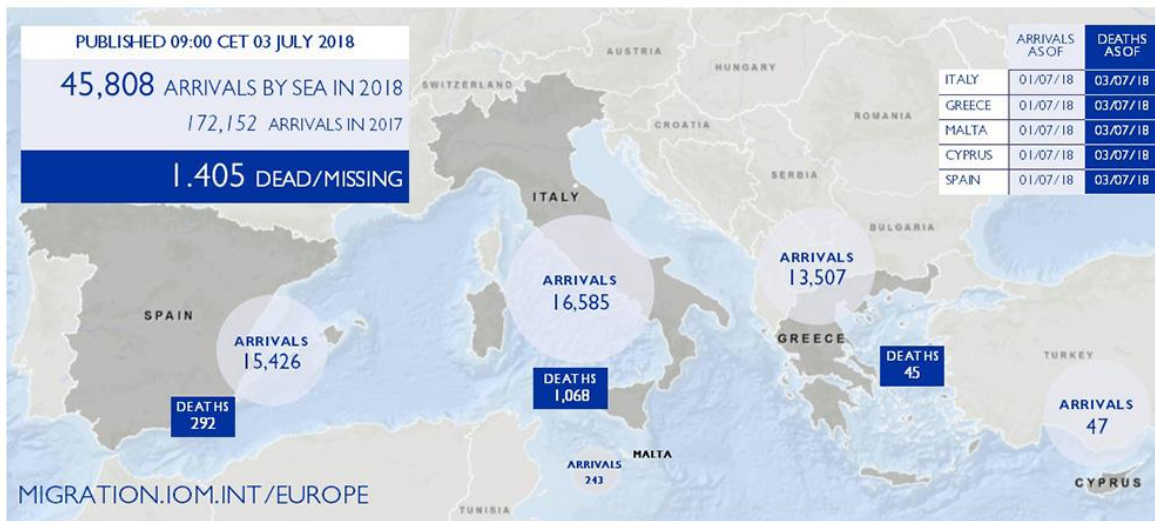 PUBLISHED 09:00 CET 03 JULY 2018
45,808 ARRIVALS BY SEA IN 2018
172,152 ARRIVALS IN 2017
1.405 DEAD/MISSING
ARRIVALS AS OF
DEATHS AS OF
ITALY 01/07/18 03/07/18
GREECE 01/07/18 03/07/18
MALTA 01/07/18 03/07/18
CYPRUS 01/07/18 03/07/18
SPAIN 01/07/18 03/07/18
AUSTRIA
HUNGARY
SWITZERLAND
CROATIA
ROMANIA
SERBIA
ITALY
BULGARIA
ARRIVALS
16,585
ARRIVALS
13,507
SPAIN
ARRIVALS
15,426
GREECE
TURKEY
DEATHS
45
DEATHS
1,068
DEATHS
292
ARRIVALS
47
MALTA
ARRIVALS
243
CYPRUS
MIGRATION.IOM.INT/EUROPE
TUNISIA